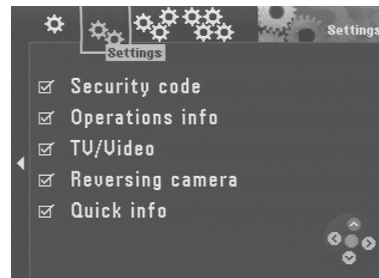 Settings
Settings
Security code
Operations info
TV/Video
Reversing camera
Quick info